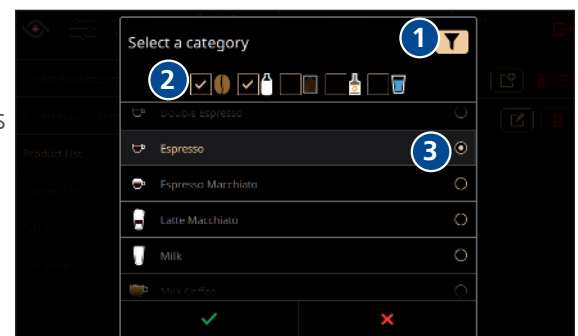 Select a category
1
2
Double Espresso
Espresso
3
Espresso Macchiato
Latte Macchiato
Milk
Milk Coffee
Product List
s